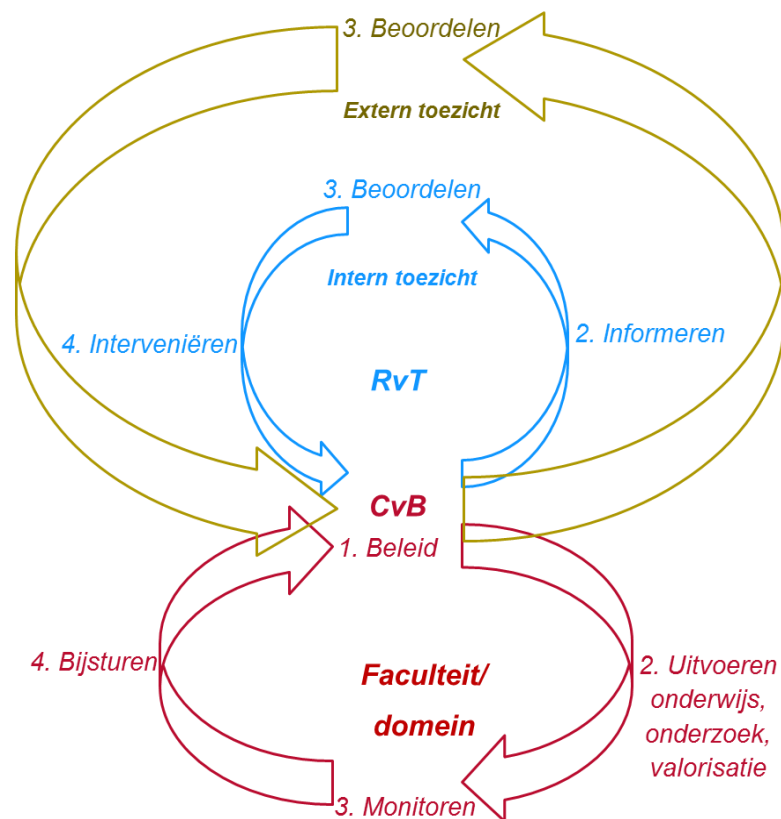 3. Beoordelen
Extern toezicht
3. Beoordelen
Intern toezicht
4. Interveniëren
2. Informeren
RvT
CvB
1. Beleid
4. Bijsturen
Faculteit/
domein
2. Uitvoeren
onderwijs,
onderzoek,
valorisatie
3. Monitoren